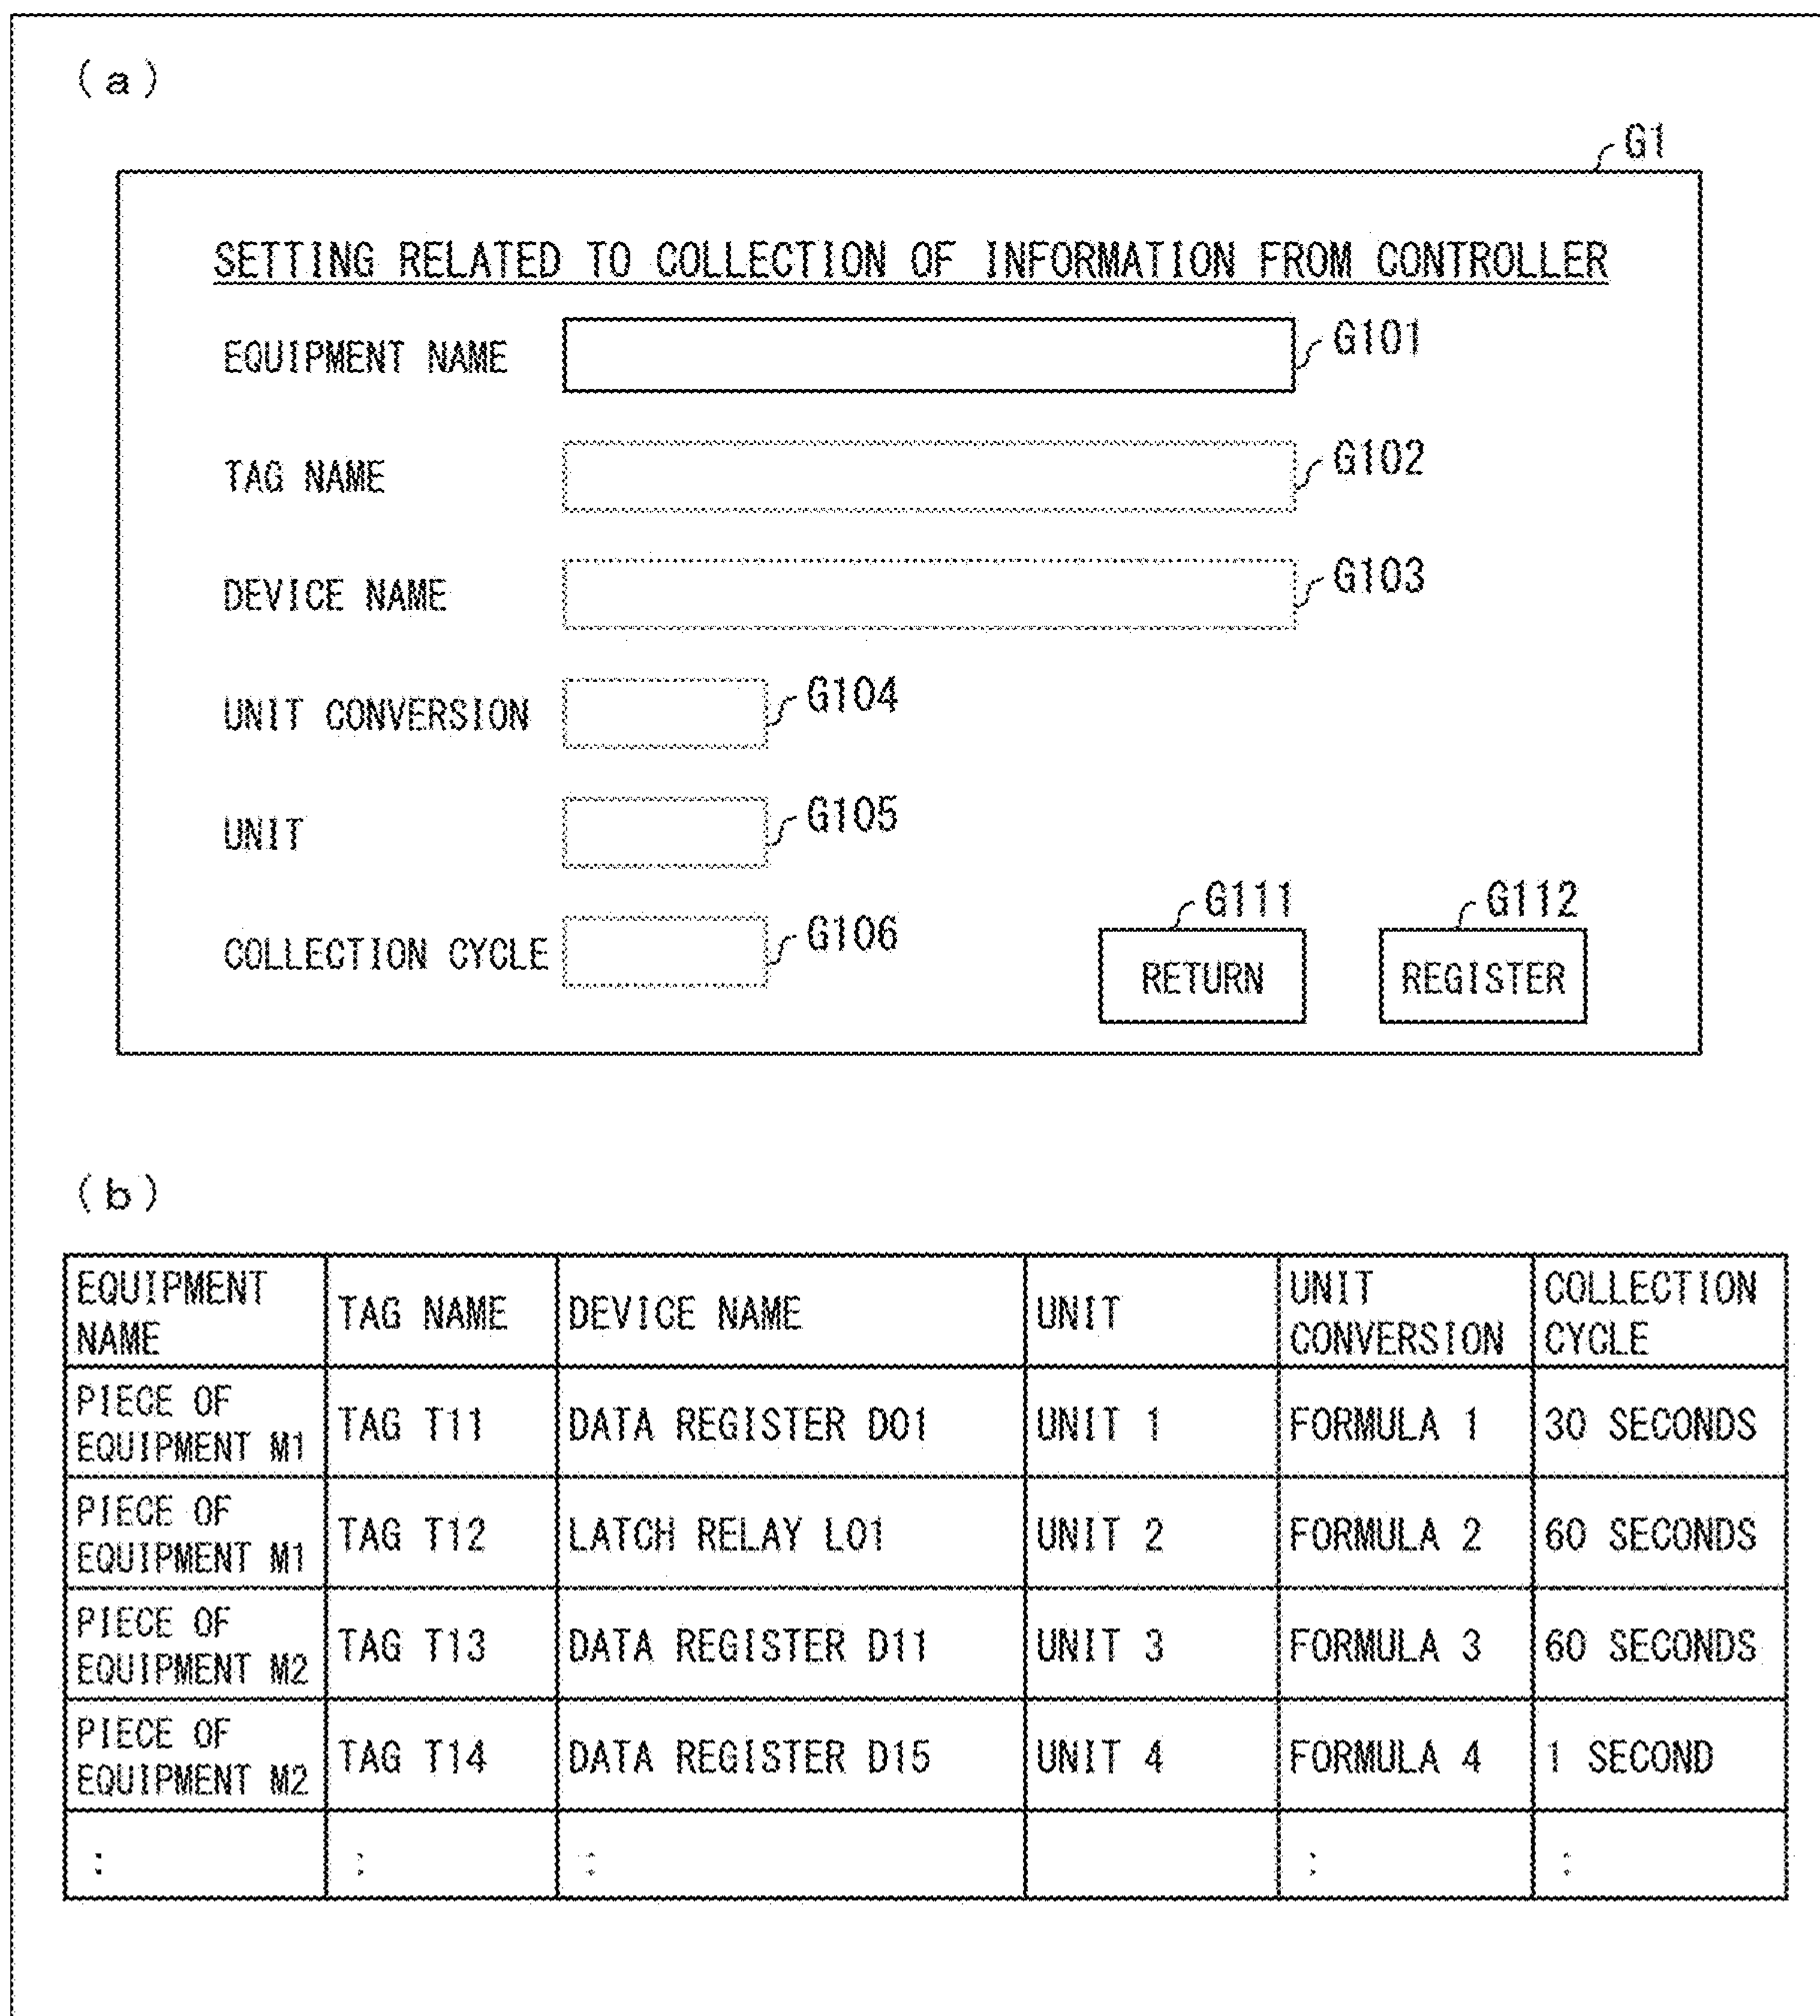 (a)
G1
SETTING RELATED TO COLLECTION OF INFORMATION FROM CONTROLLER
EQUIPMENT NAME G101
TAG NAME G102
DEVICE NAME G103
UNIT CONVERSION G104
UNIT G105
COLLECTION CYCLE G106
G111 G112
RETURN REGISTER
(b)
EQUIPMENT NAME TAG NAME DEVICE NAME UNIT UNIT CONVERSION COLLECTION CYCLE
PIECE OF EQUIPMENT M1 TAG T11 DATA REGISTER D01 UNIT 1 FORMULA 1 30 SECONDS
PIECE OF EQUIPMENT M1 TAG T12 LATCH RELAY L01 UNIT 2 FORMULA 2 60 SECONDS
PIECE OF EQUIPMENT M2 TAG T13 DATA REGISTER D11 UNIT 3 FORMULA 3 60 SECONDS
PIECE OF EQUIPMENT M2 TAG T14 DATA REGISTER D15 UNIT 4 FORMULA 4 1 SECOND
: : : : :